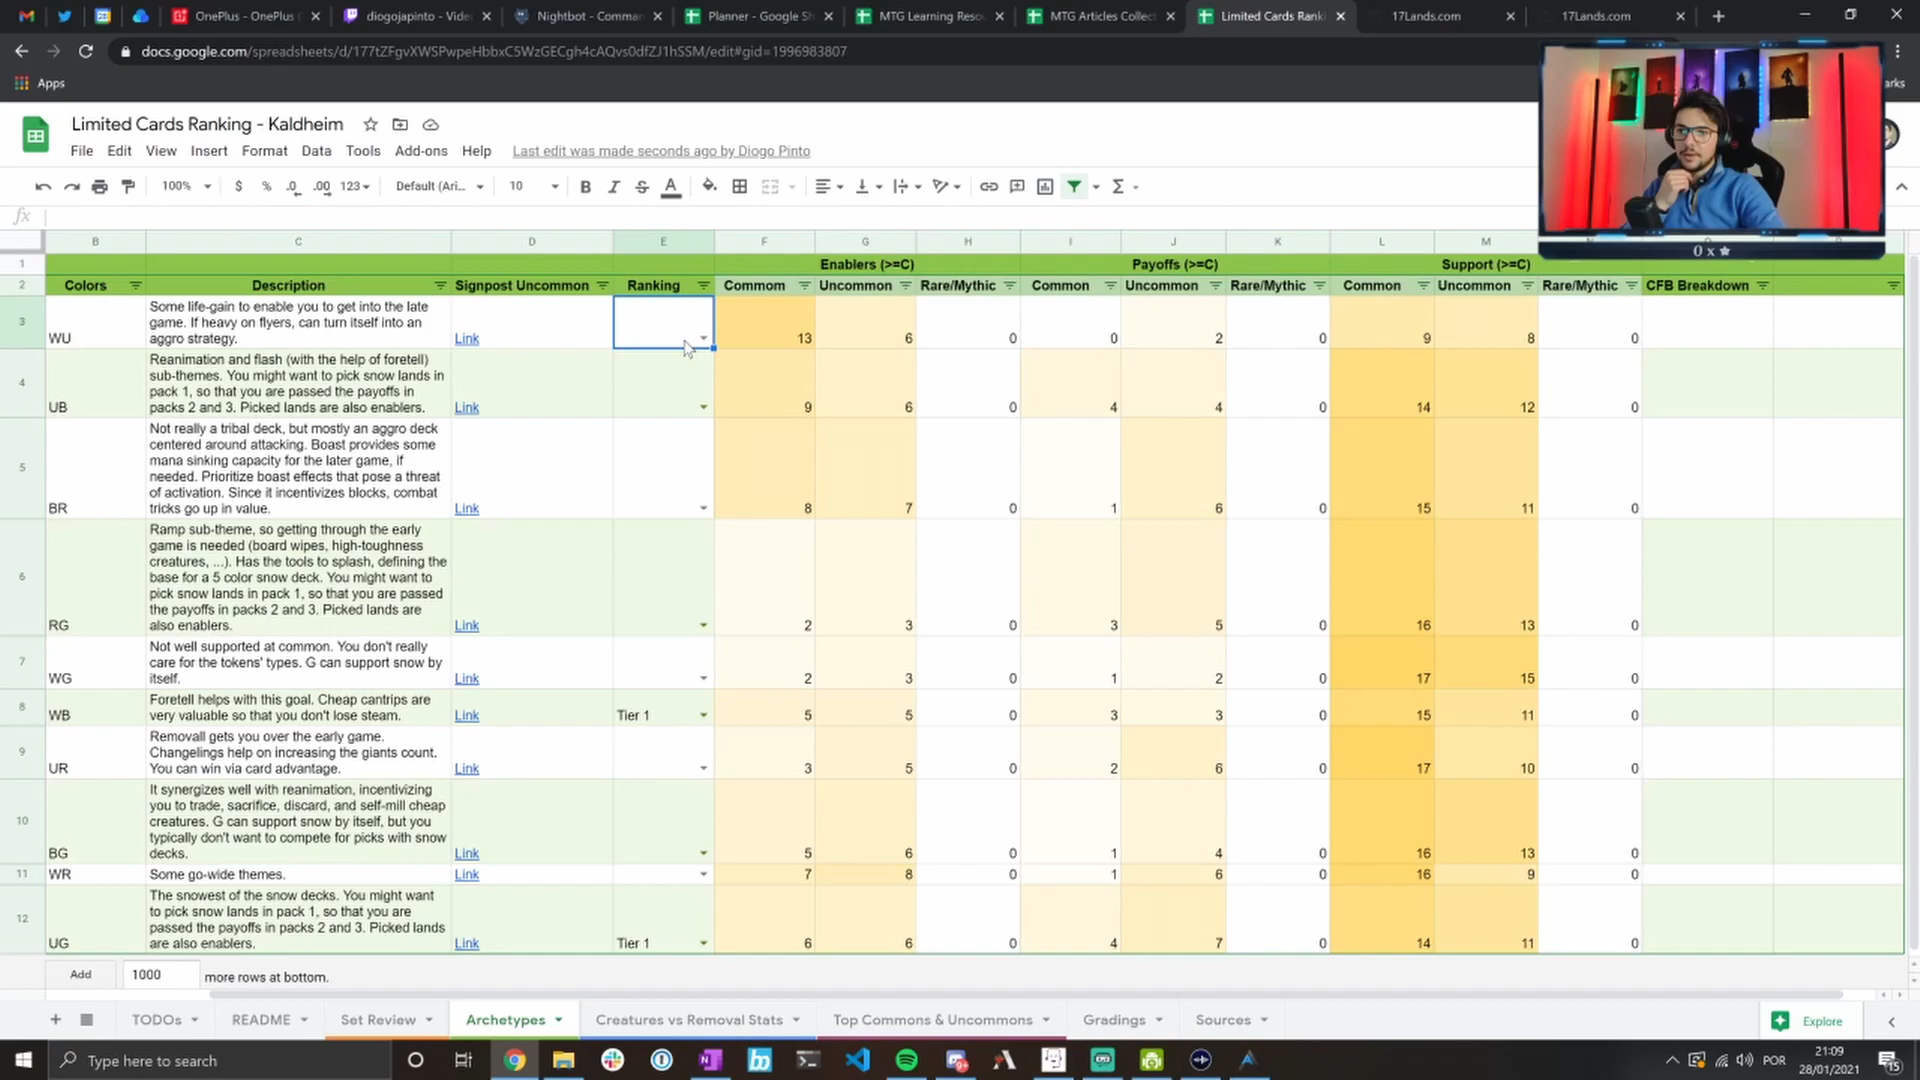 OnePlus - OnePlus (
diogojapinto - Vide
Nightbot - Comma
Planner - Google Sh
MTG Learning Reso
MTG Articles Collect
Limited Cards Ranki
17Lands.com
17Lands.com
docs.google.com/spreadsheets/d/177tZFgvXWSPwpeHbbxC5WzGECgh4cAQvs0dfZJ1hSSM/edit#gid=1996983807
Apps
arks
Limited Cards Ranking - Kaldheim
File Edit View Insert Format Data Tools Add-ons Help Last edit was made seconds ago by Diogo Pinto
100% $ % .0 .00 123 Default (Ari... 10 B I S A
fx
0 x ★
B C D E F G H I J K L M
1 Enablers (>=C) Payoffs (>=C) Support (>=C)
2 Colors Description Signpost Uncommon Ranking Commom Uncommon Rare/Mythic Common Uncommon Rare/Mythic Common Uncommon Rare/Mythic CFB Breakdown
Some life-gain to enable you to get into the late
game. If heavy on flyers, can turn itself into an
aggro strategy.
3 WU Link 13 6 0 0 2 0 9 8 0
Reanimation and flash (with the help of foretell)
sub-themes. You might want to pick snow lands in
pack 1, so that you are passed the payoffs in
packs 2 and 3. Picked lands are also enablers.
4 UB Link 9 6 0 4 4 0 14 12 0
Not really a tribal deck, but mostly an aggro deck
centered around attacking. Boast provides some
mana sinking capacity for the later game, if
needed. Prioritize boast effects that pose a threat
of activation. Since it incentivizes blocks, combat
tricks go up in value.
5 BR Link 8 7 0 1 6 0 15 11 0
Ramp sub-theme, so getting through the early
game is needed (board wipes, high-toughness
creatures, ...). Has the tools to splash, defining the
base for a 5 color snow deck. You might want to
pick snow lands in pack 1, so that you are passed
the payoffs in packs 2 and 3. Picked lands are
also enablers.
6 RG Link 2 3 0 3 5 0 16 13 0
Not well supported at common. You don't really
care for the tokens' types. G can support snow by
itself.
7 WG Link 2 3 0 1 2 0 17 15 0
Foretell helps with this goal. Cheap cantrips are
very valuable so that you don't lose steam.
8 WB Link Tier 1 5 5 0 3 3 0 15 11 0
Removall gets you over the early game.
Changelings help on increasing the giants count.
You can win via card advantage.
9 UR Link 3 5 0 2 6 0 17 10 0
It synergizes well with reanimation, incentivizing
you to trade, sacrifice, discard, and self-mill cheap
creatures. G can support snow by itself, but you
typically don't want to compete for picks with snow
decks.
10 BG Link 5 6 0 1 4 0 16 13 0
11 WR Some go-wide themes. Link 7 8 0 1 6 0 16 9 0
The snowest of the snow decks. You might want
to pick snow lands in pack 1, so that you are
passed the payoffs in packs 2 and 3. Picked lands
are also enablers.
12 UG Link Tier 1 6 6 0 4 7 0 14 11 0
Add 1000 more rows at bottom.
TODOs README Set Review Archetypes Creatures vs Removal Stats Top Commons & Uncommons Gradings Sources Explore
Type here to search
POR
21:09
28/01/2021
15